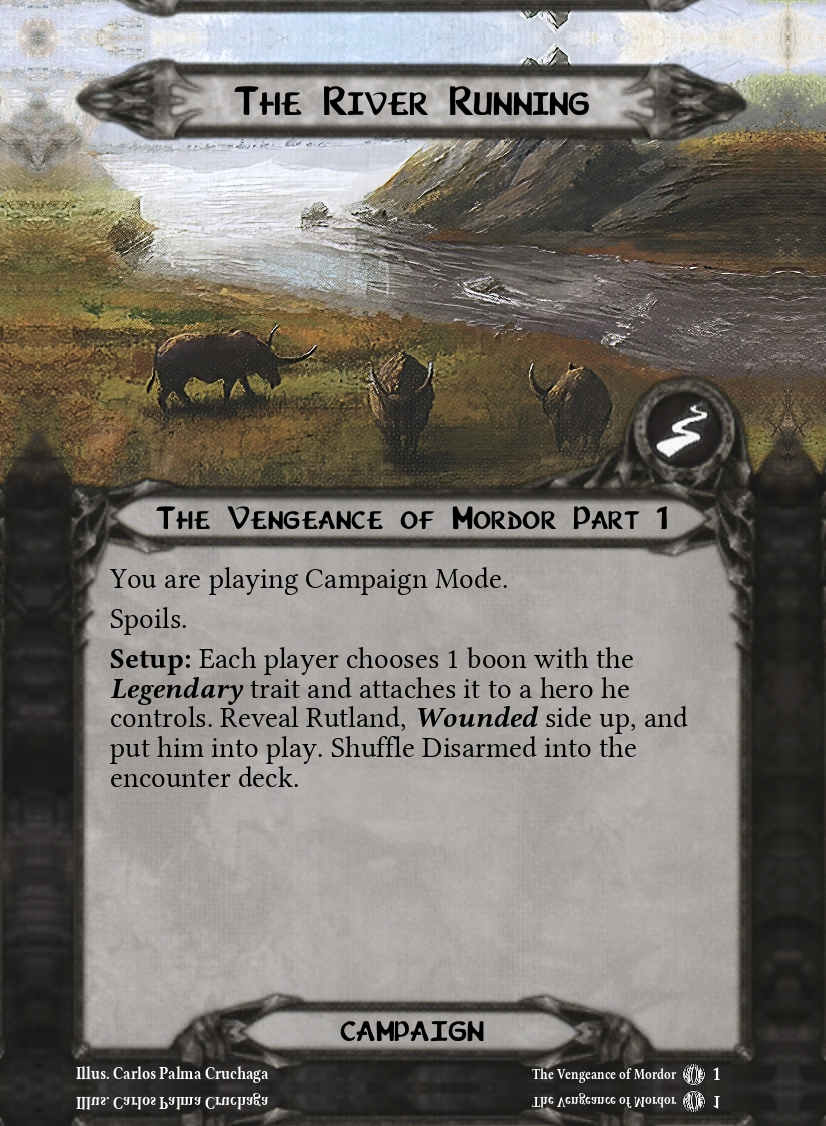 The River Running
The Vengeance of Mordor Part 1
You are playing Campaign Mode.
Spoils.
Setup: Each player chooses 1 boon with the
Legendary trait and attaches it to a hero he
controls. Reveal Rutland, Wounded side up, and
put him into play. Shuffle Disarmed into the
encounter deck.
CAMPAIGN
Illus. Carlos Palma Cruchaga
The Vengeance of Mordor 1
Illus. Carlos Palma Cruchaga
The Vengeance of Mordor 1